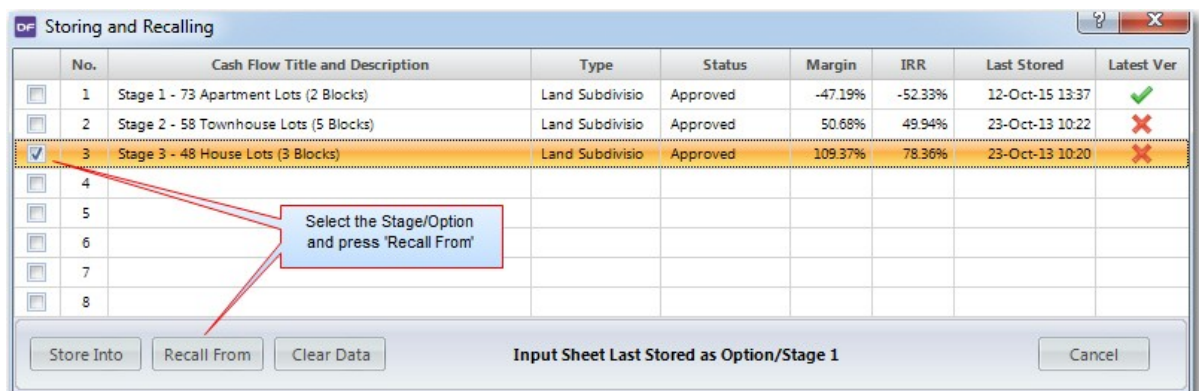 DF Storing and Recalling ? X
No. Cash Flow Title and Description Type Status Margin IRR Last Stored Latest Ver
1 Stage 1 - 73 Apartment Lots (2 Blocks) Land Subdivisio Approved -47.19% -52.33% 12-Oct-15 13:37
2 Stage 2 - 58 Townhouse Lots (5 Blocks) Land Subdivisio Approved 50.68% 49.94% 23-Oct-13 10:22
3 Stage 3 - 48 House Lots (3 Blocks) Land Subdivisio Approved 109.37% 78.36% 23-Oct-13 10:20
4
5
Select the Stage/Option
and press 'Recall From'
6
7
8
Store Into Recall From Clear Data Input Sheet Last Stored as Option/Stage 1 Cancel